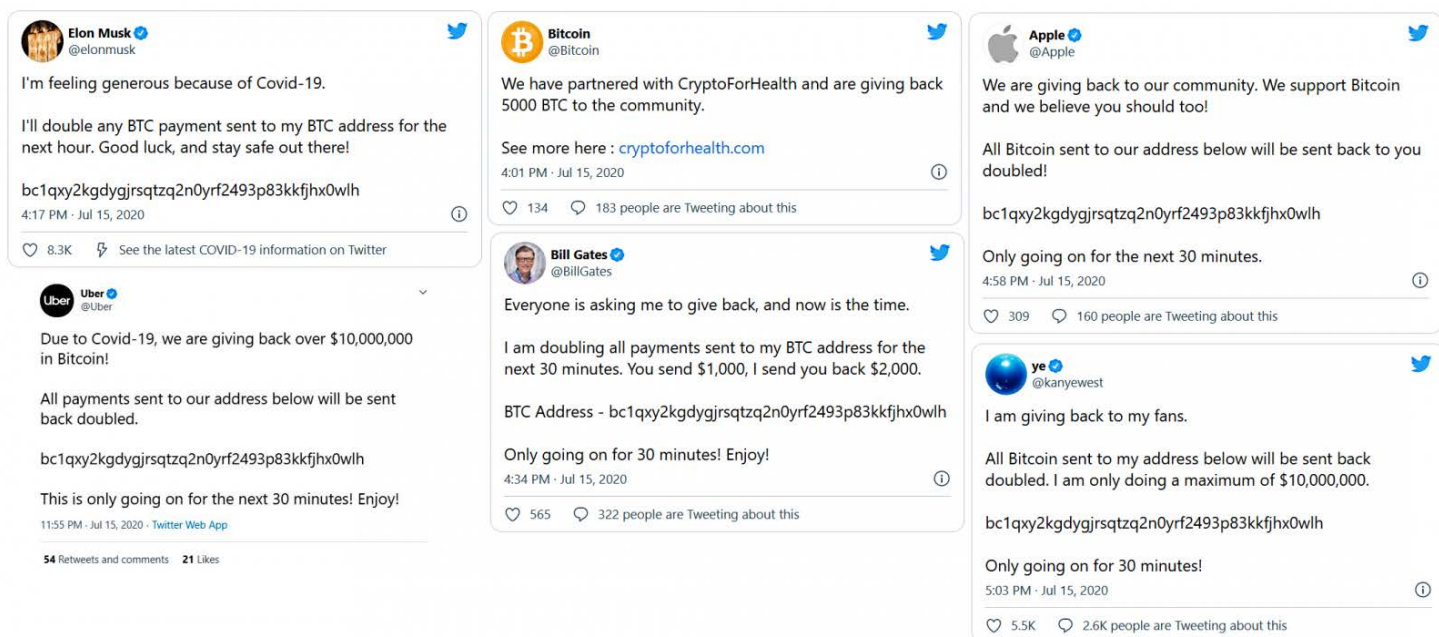 Elon Musk
@elonmusk
I'm feeling generous because of Covid-19.
I'll double any BTC payment sent to my BTC address for the
next hour. Good luck, and stay safe out there!
bc1qxy2kgdygjrsqtzq2n0yrf2493p83kkfjhx0wlh
4:17 PM · Jul 15, 2020
8.3K See the latest COVID-19 information on Twitter
Uber
Uber
@Uber
Due to Covid-19, we are giving back over $10,000,000
in Bitcoin!
All payments sent to our address below will be sent
back doubled.
bc1qxy2kgdygjrsqtzq2n0yrf2493p83kkfjhx0wlh
This is only going on for the next 30 minutes! Enjoy!
11:55 PM · Jul 15, 2020 · Twitter Web App
54 Retweets and comments 21 Likes
Bitcoin
@Bitcoin
We have partnered with CryptoForHealth and are giving back
5000 BTC to the community.
See more here : cryptoforhealth.com
4:01 PM · Jul 15, 2020
134 183 people are Tweeting about this
Bill Gates
@BillGates
Everyone is asking me to give back, and now is the time.
I am doubling all payments sent to my BTC address for the
next 30 minutes. You send $1,000, I send you back $2,000.
BTC Address - bc1qxy2kgdygjrsqtzq2n0yrf2493p83kkfjhx0wlh
Only going on for 30 minutes! Enjoy!
4:34 PM · Jul 15, 2020
565 322 people are Tweeting about this
Apple
@Apple
We are giving back to our community. We support Bitcoin
and we believe you should too!
All Bitcoin sent to our address below will be sent back to you
doubled!
bc1qxy2kgdygjrsqtzq2n0yrf2493p83kkfjhx0wlh
Only going on for the next 30 minutes.
4:58 PM · Jul 15, 2020
309 160 people are Tweeting about this
ye
@kanyewest
I am giving back to my fans.
All Bitcoin sent to my address below will be sent back
doubled. I am only doing a maximum of $10,000,000.
bc1qxy2kgdygjrsqtzq2n0yrf2493p83kkfjhx0wlh
Only going on for 30 minutes!
5:03 PM · Jul 15, 2020
5.5K 2.6K people are Tweeting about this